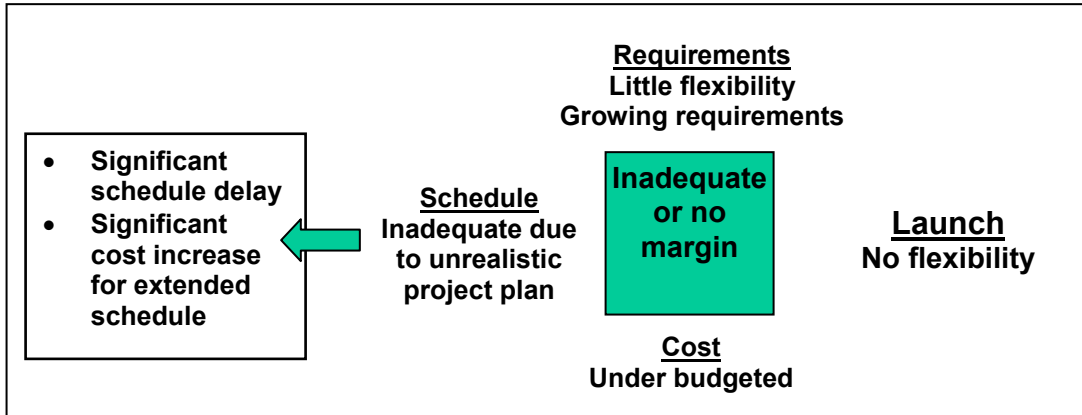 Requirements
Little flexibility
Growing requirements
• Significant
schedule delay
• Significant
cost increase
for extended
schedule
Schedule
Inadequate due
to unrealistic
project plan
Inadequate
or no
margin
Launch
No flexibility
Cost
Under budgeted